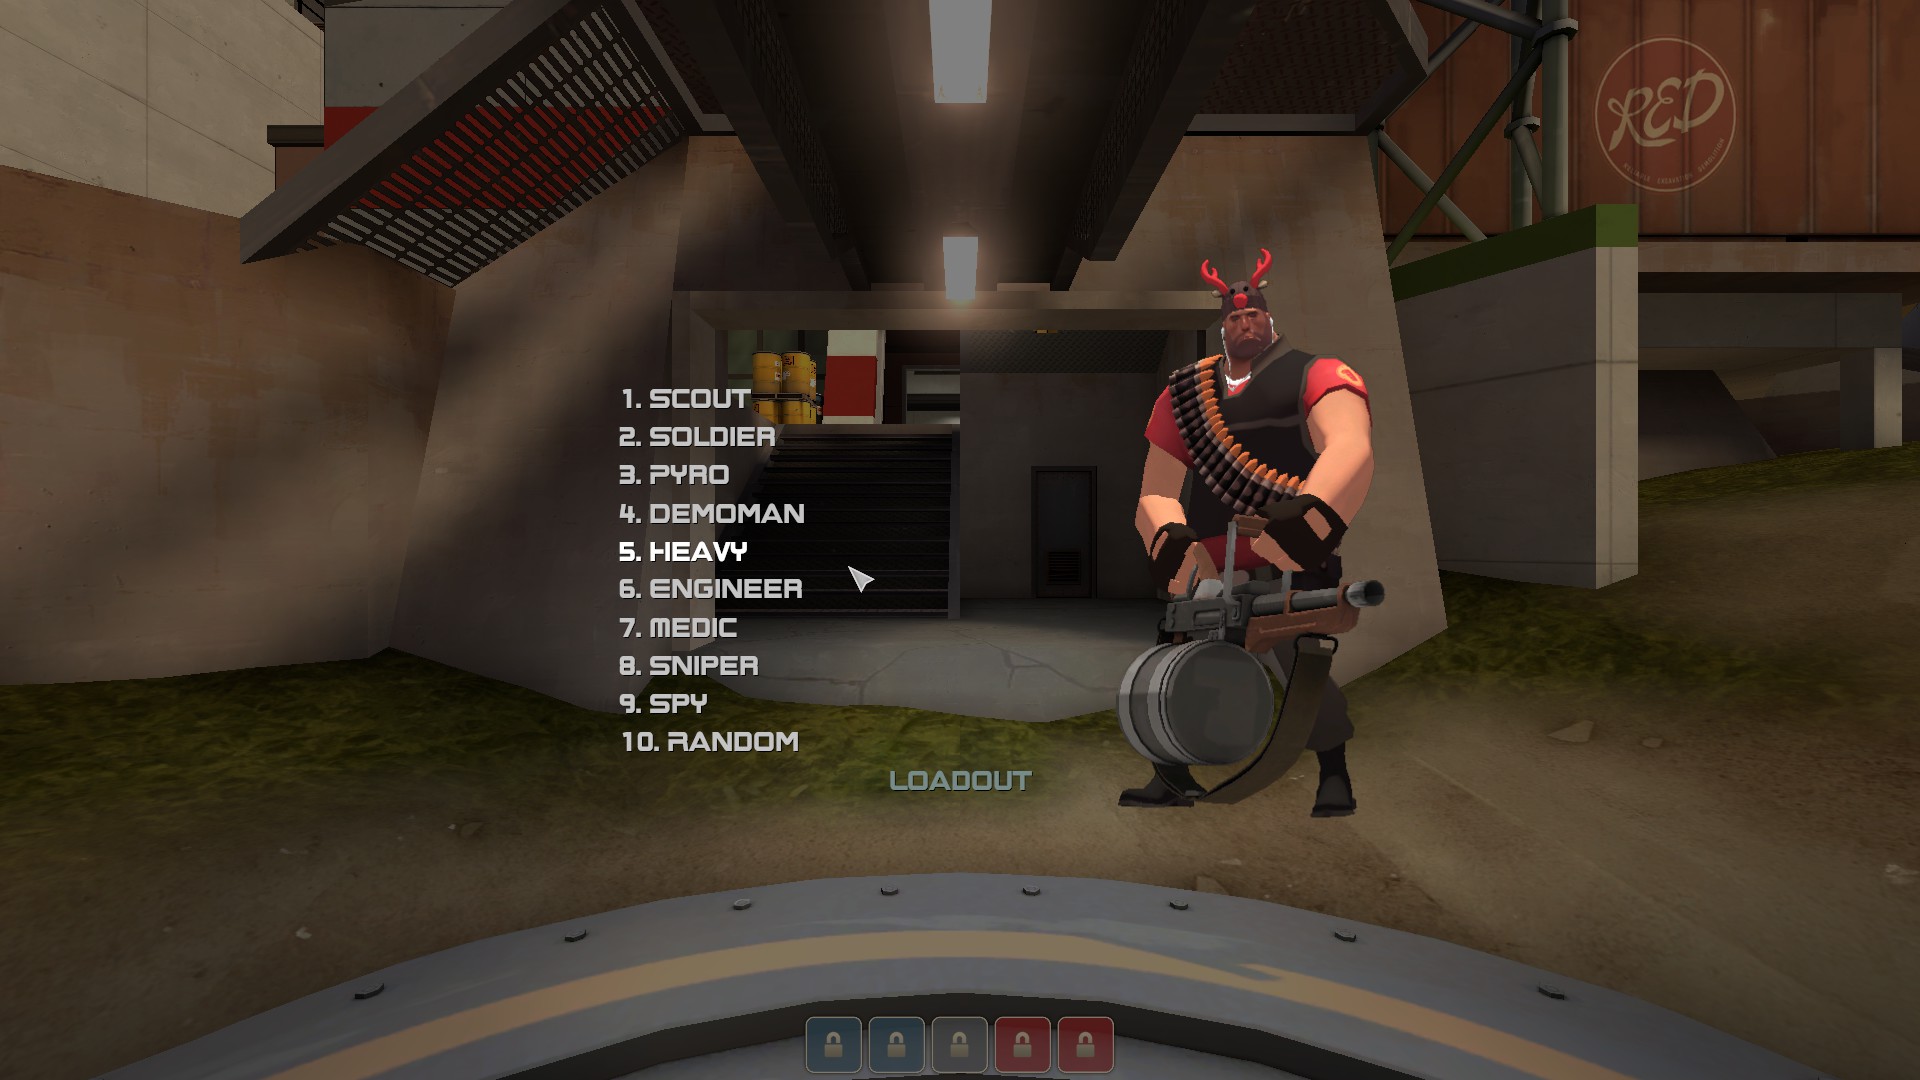 RED
1. SCOUT
2. SOLDIER
3. PYRO
4. DEMOMAN
5. HEAVY
6. ENGINEER
7. MEDIC
8. SNIPER
9. SPY
10. RANDOM
LOADOUT